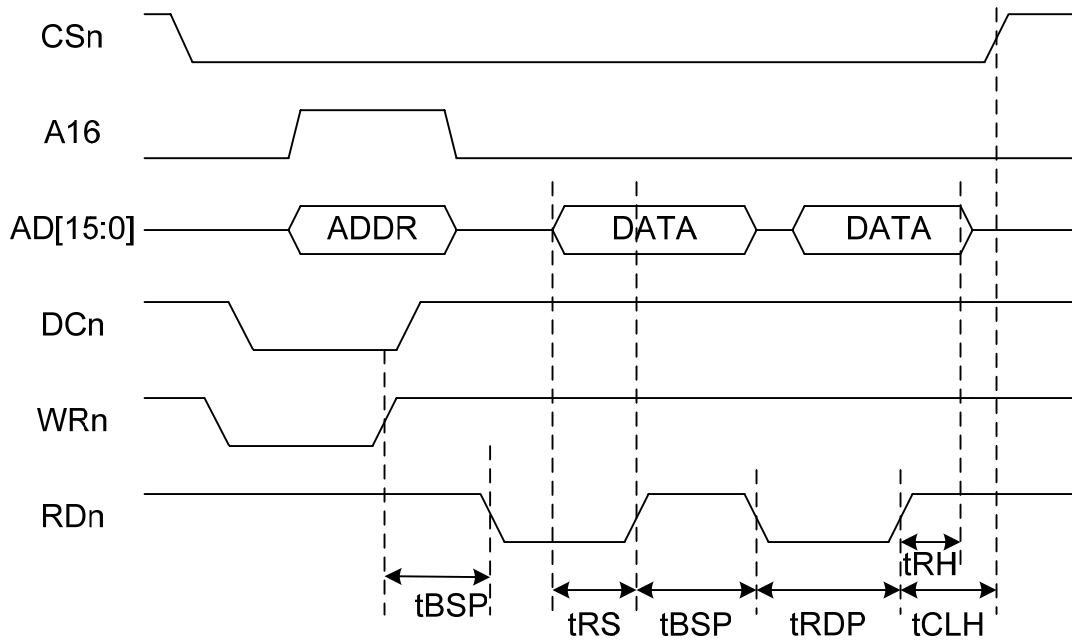 CSn
A16
AD[15:0] ADDR DATA DATA
DCn
WRn
RDn
tRH
tBSP tRS tBSP tRDP tCLH